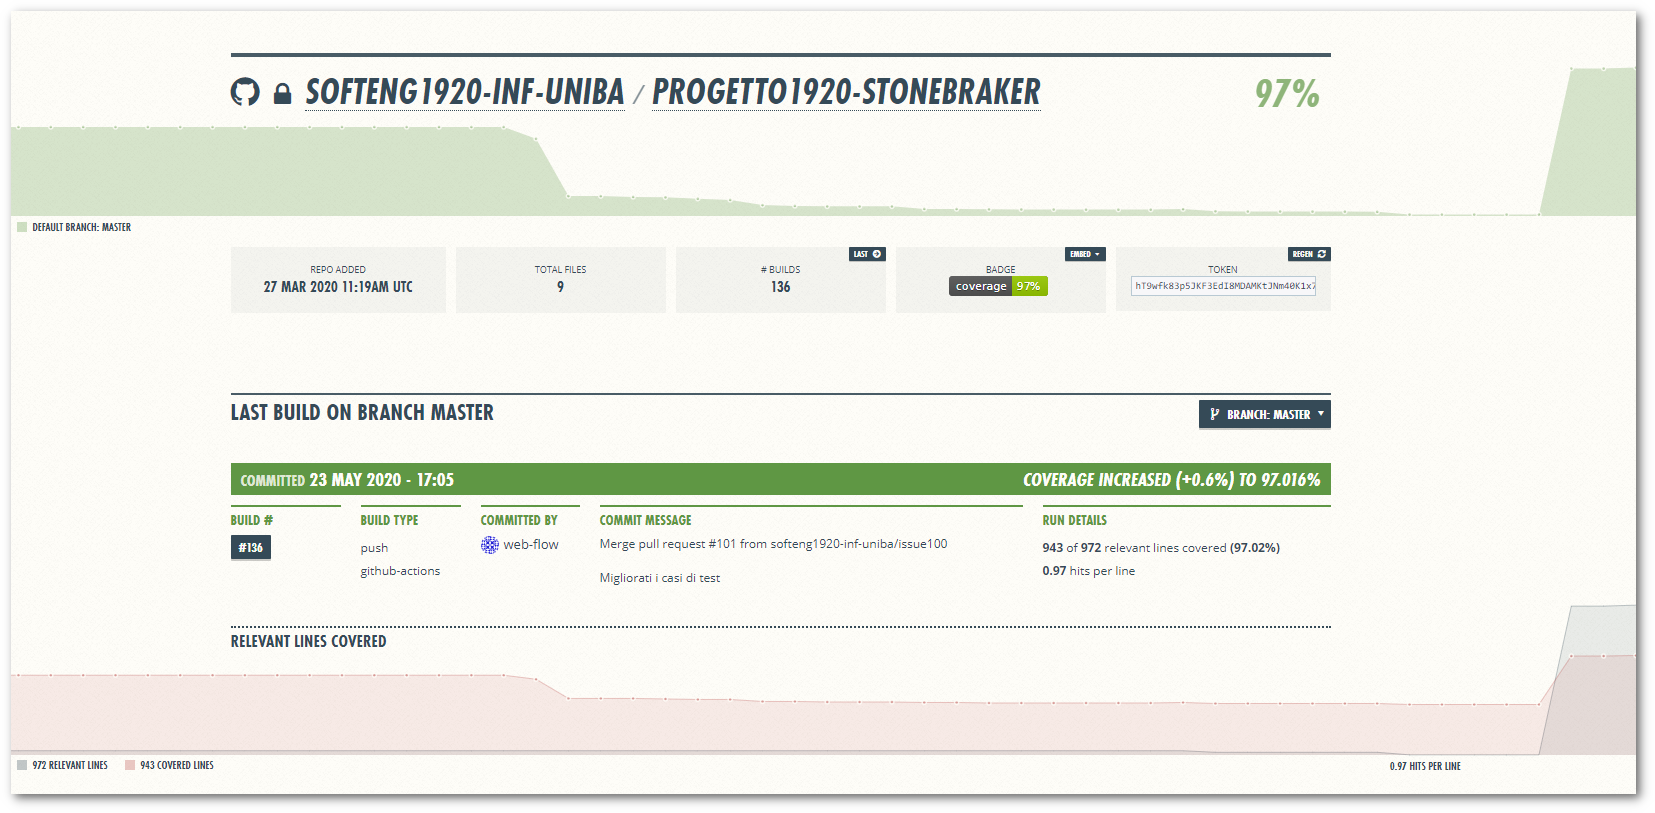 SOFTENG1920-INF-UNIBA / PROGETTO1920-STONEBRAKER
97%
DEFAULT BRANCH: MASTER
REPO ADDED
27 MAR 2020 11:19AM UTC
TOTAL FILES
9
LAST
# BUILDS
136
EMBED
BADGE
coverage 97%
REGEN
TOKEN
hT9wfk83p5JKF3EdI8MDAMKtJNm40K1x7
LAST BUILD ON BRANCH MASTER
BRANCH: MASTER
COMMITTED 23 MAY 2020 - 17:05
COVERAGE INCREASED (+0.6%) TO 97.016%
BUILD #
#136
BUILD TYPE
push
github-actions
COMMITTED BY
web-flow
COMMIT MESSAGE
Merge pull request #101 from softeng1920-inf-uniba/issue100
Migliorati i casi di test
RUN DETAILS
943 of 972 relevant lines covered (97.02%)
0.97 hits per line
RELEVANT LINES COVERED
972 RELEVANT LINES
943 COVERED LINES
0.97 HITS PER LINE